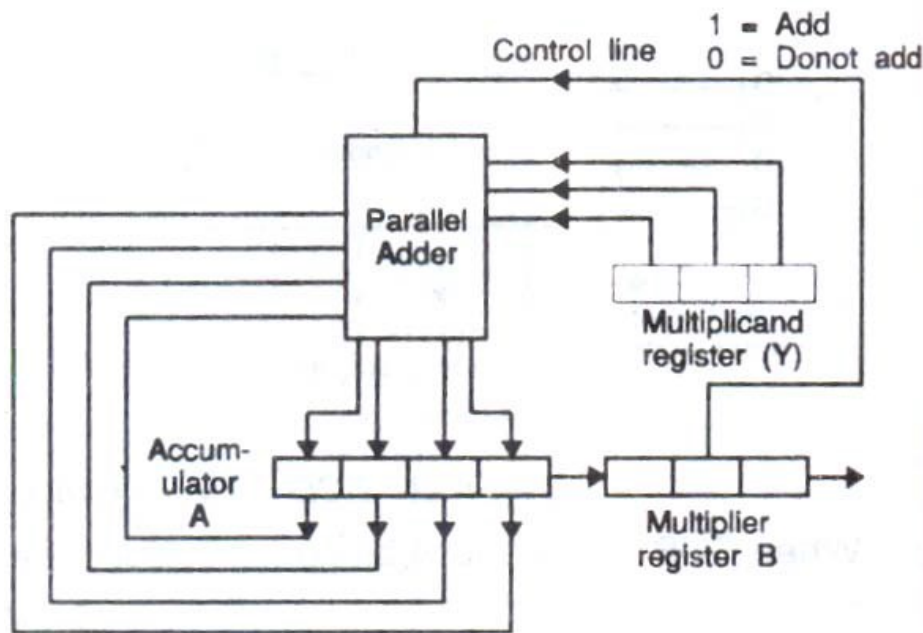 Control line
1 = Add
0 = Donot add
Parallel
Adder
Multiplicand
register (Y)
Accum-
ulator
A
Multiplier
register B